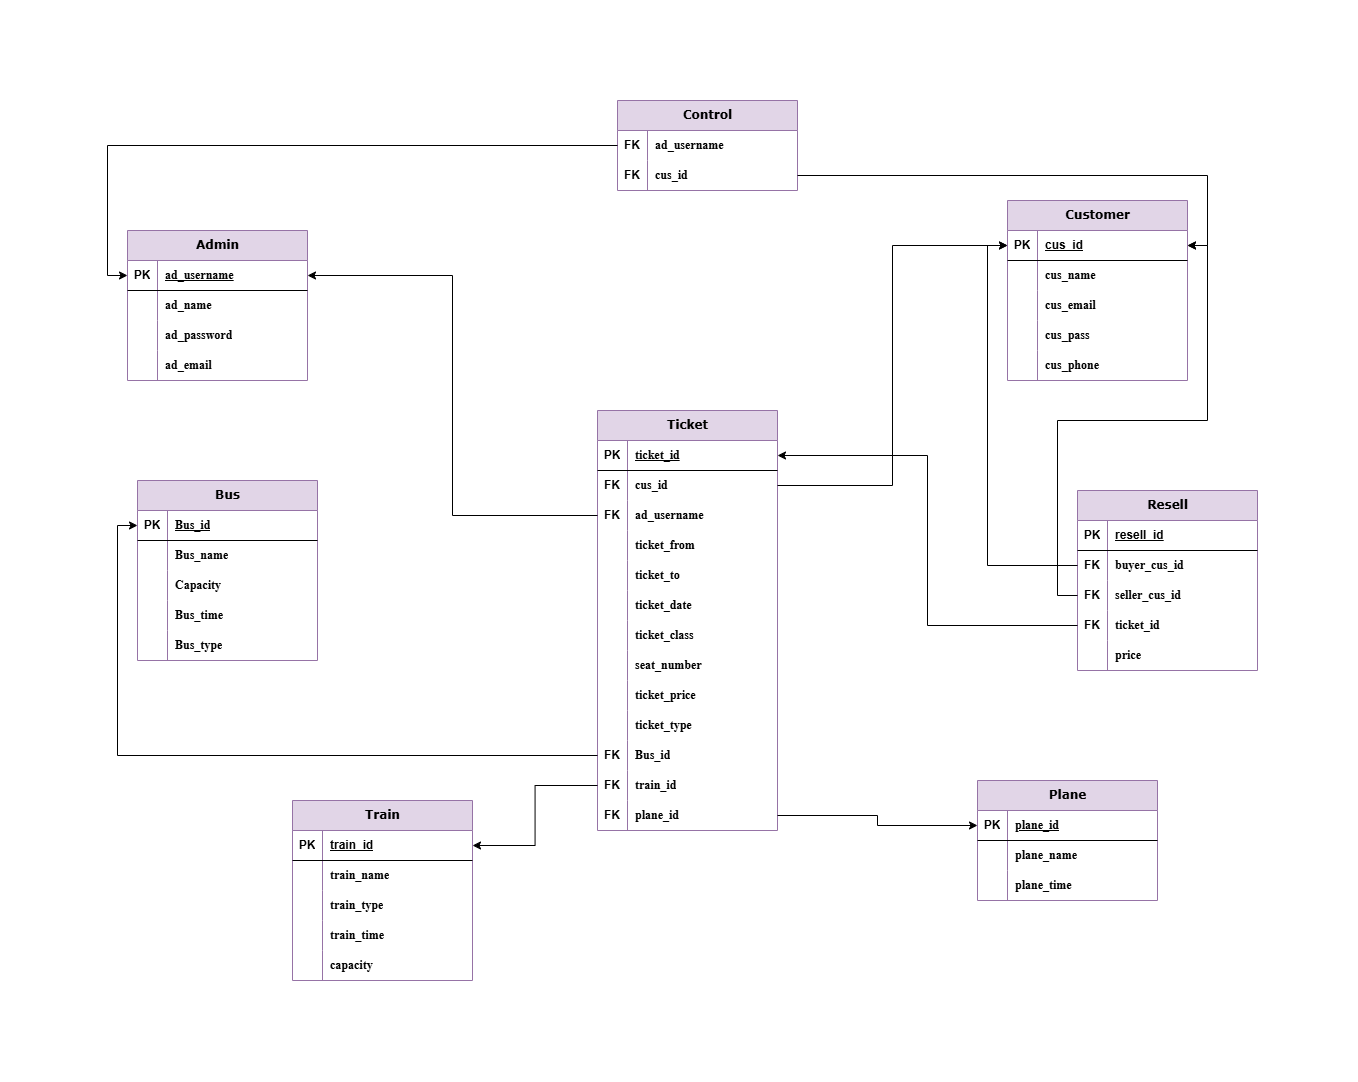 Control
FK ad_username
FK cus_id
Admin
PK ad_username
ad_name
ad_password
ad_email
Customer
PK cus_id
cus_name
cus_email
cus_pass
cus_phone
Ticket
PK ticket_id
FK cus_id
FK ad_username
ticket_from
ticket_to
ticket_date
ticket_class
seat_number
ticket_price
ticket_type
FK Bus_id
FK train_id
FK plane_id
Bus
PK Bus_id
Bus_name
Capacity
Bus_time
Bus_type
Resell
PK resell_id
FK buyer_cus_id
FK seller_cus_id
FK ticket_id
price
Train
PK train_id
train_name
train_type
train_time
capacity
Plane
PK plane_id
plane_name
plane_time